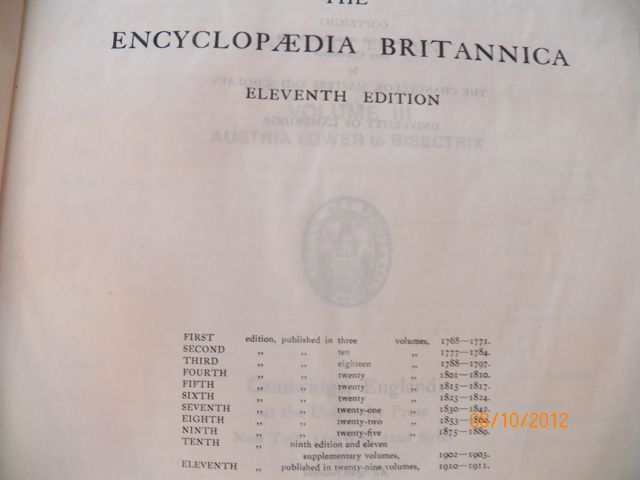 THE
ENCYCLOPÆDIA BRITANNICA
ELEVENTH EDITION
VOLUME III
AUSTRIA LOWER to BISECTRIX
FIRST edition, published in three volumes, 1768—1771.
SECOND „ „ ten „ 1777—1784.
THIRD „ „ eighteen „ 1788—1797.
FOURTH „ „ twenty „ 1801—1810.
FIFTH „ „ twenty „ 1815—1817.
SIXTH „ „ twenty „ 1823—1824.
SEVENTH „ „ twenty-one „ 1830—1842.
EIGHTH „ „ twenty-two „ 1853—
NINTH „ „ twenty-five „ 1875—1889.
TENTH „ ninth edition and eleven
supplementary volumes, 1902—1903.
ELEVENTH „ published in twenty-nine volumes, 1910—1911.
08/10/2012